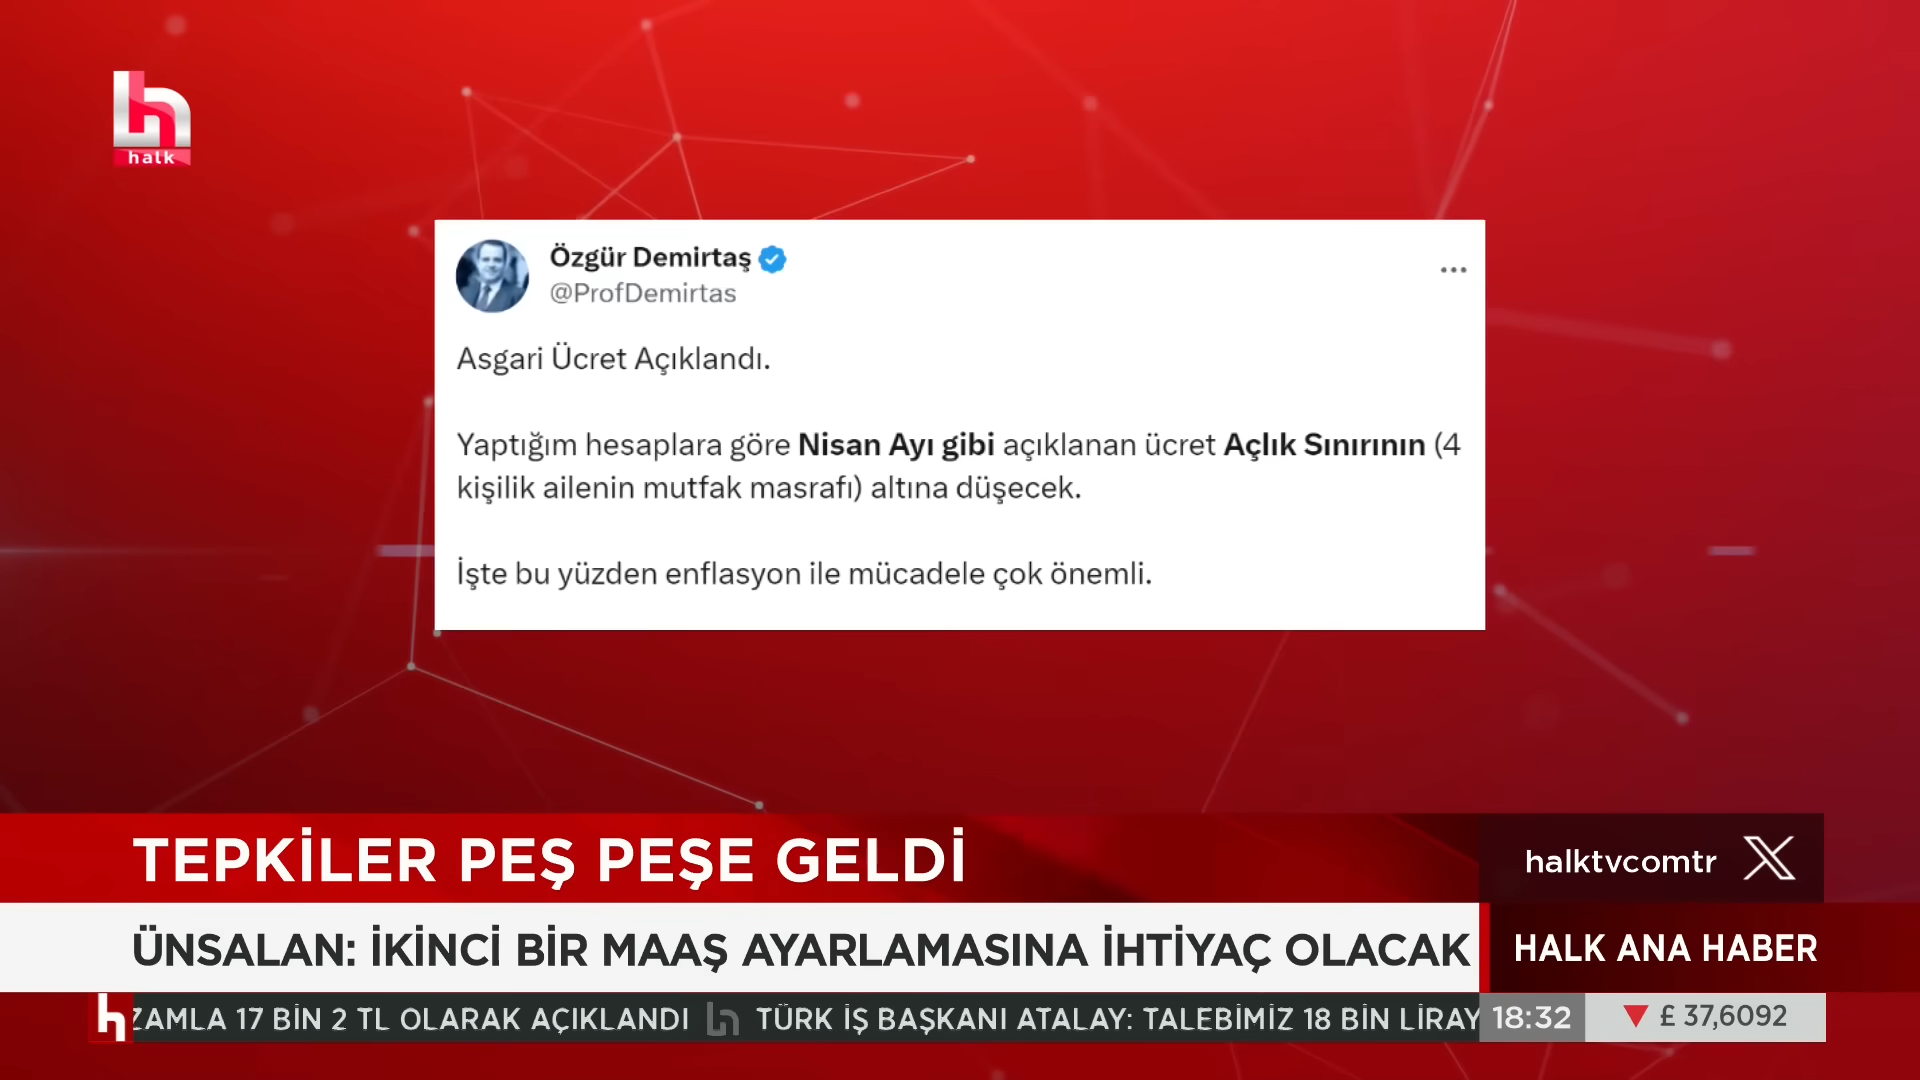 halk
Özgür Demirtaş
@ProfDemirtas
Asgari Ücret Açıklandı.
Yaptığım hesaplara göre Nisan Ayı gibi açıklanan ücret Açlık Sınırının (4
kişilik ailenin mutfak masrafı) altına düşecek.
İşte bu yüzden enflasyon ile mücadele çok önemli.
TEPKİLER PEŞ PEŞE GELDİ
halktvcomtr
ÜNSALAN: İKİNCİ BİR MAAŞ AYARLAMASINA İHTİYAÇ OLACAK
HALK ANA HABER
ZAMLA 17 BİN 2 TL OLARAK AÇIKLANDI TÜRK İŞ BAŞKANI ATALAY: TALEBİMİZ 18 BİN LİRAY
18:32
£ 37,6092